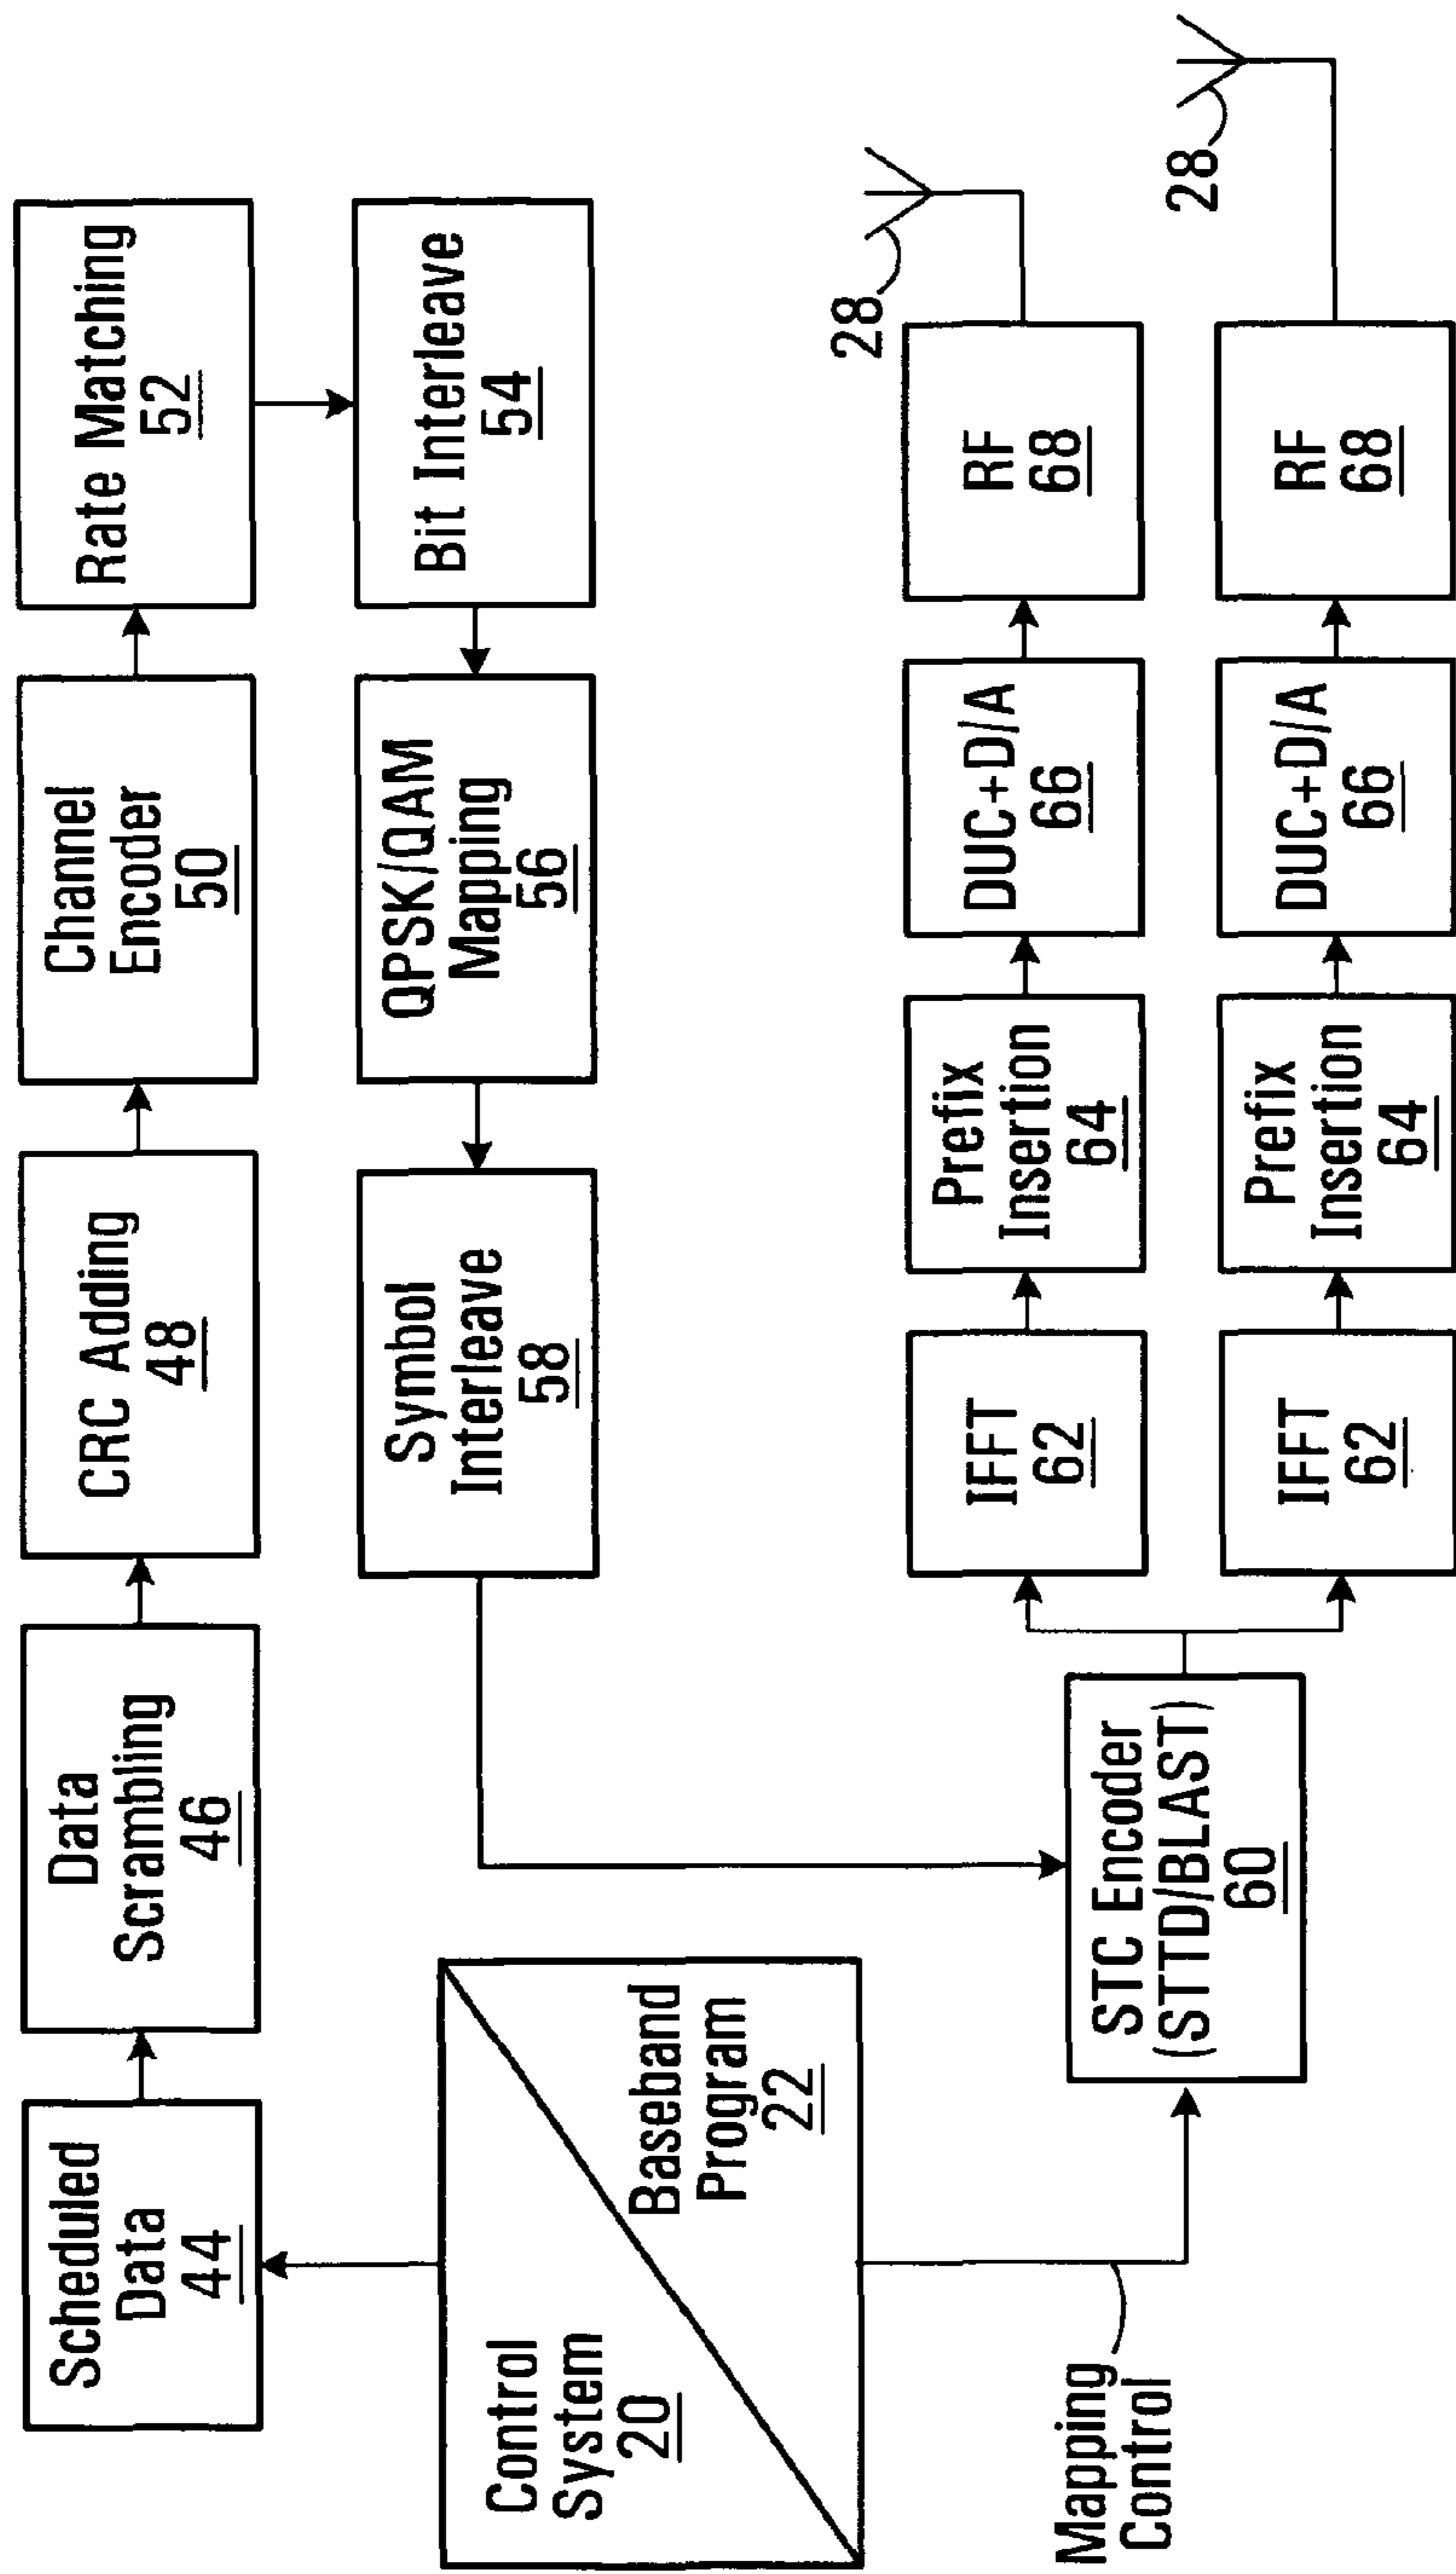 Scheduled
Data
44
Data
Scrambling
46
CRC Adding
48
Channel
Encoder
50
Rate Matching
52
Bit Interleave
54
QPSK/QAM
Mapping
56
Symbol
Interleave
58
Control
System
20
Baseband
Program
22
Mapping
Control
STC Encoder
(STTD/BLAST)
60
IFFT
62
Prefix
Insertion
64
DUC+D/A
66
RF
68
28
IFFT
62
Prefix
Insertion
64
DUC+D/A
66
RF
68
28